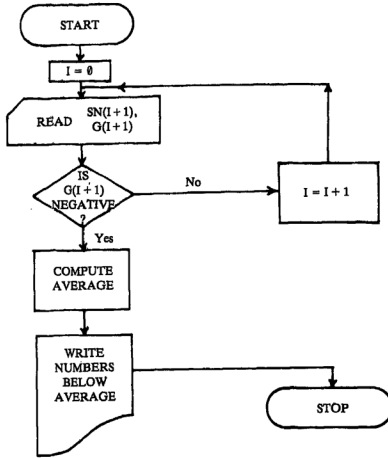 START
I = 0
READ SN(I+1),
G(I+1)
IS
G(I+1)
NEGATIVE
?
No
I = I + 1
Yes
COMPUTE
AVERAGE
WRITE
NUMBERS
BELOW
AVERAGE
STOP